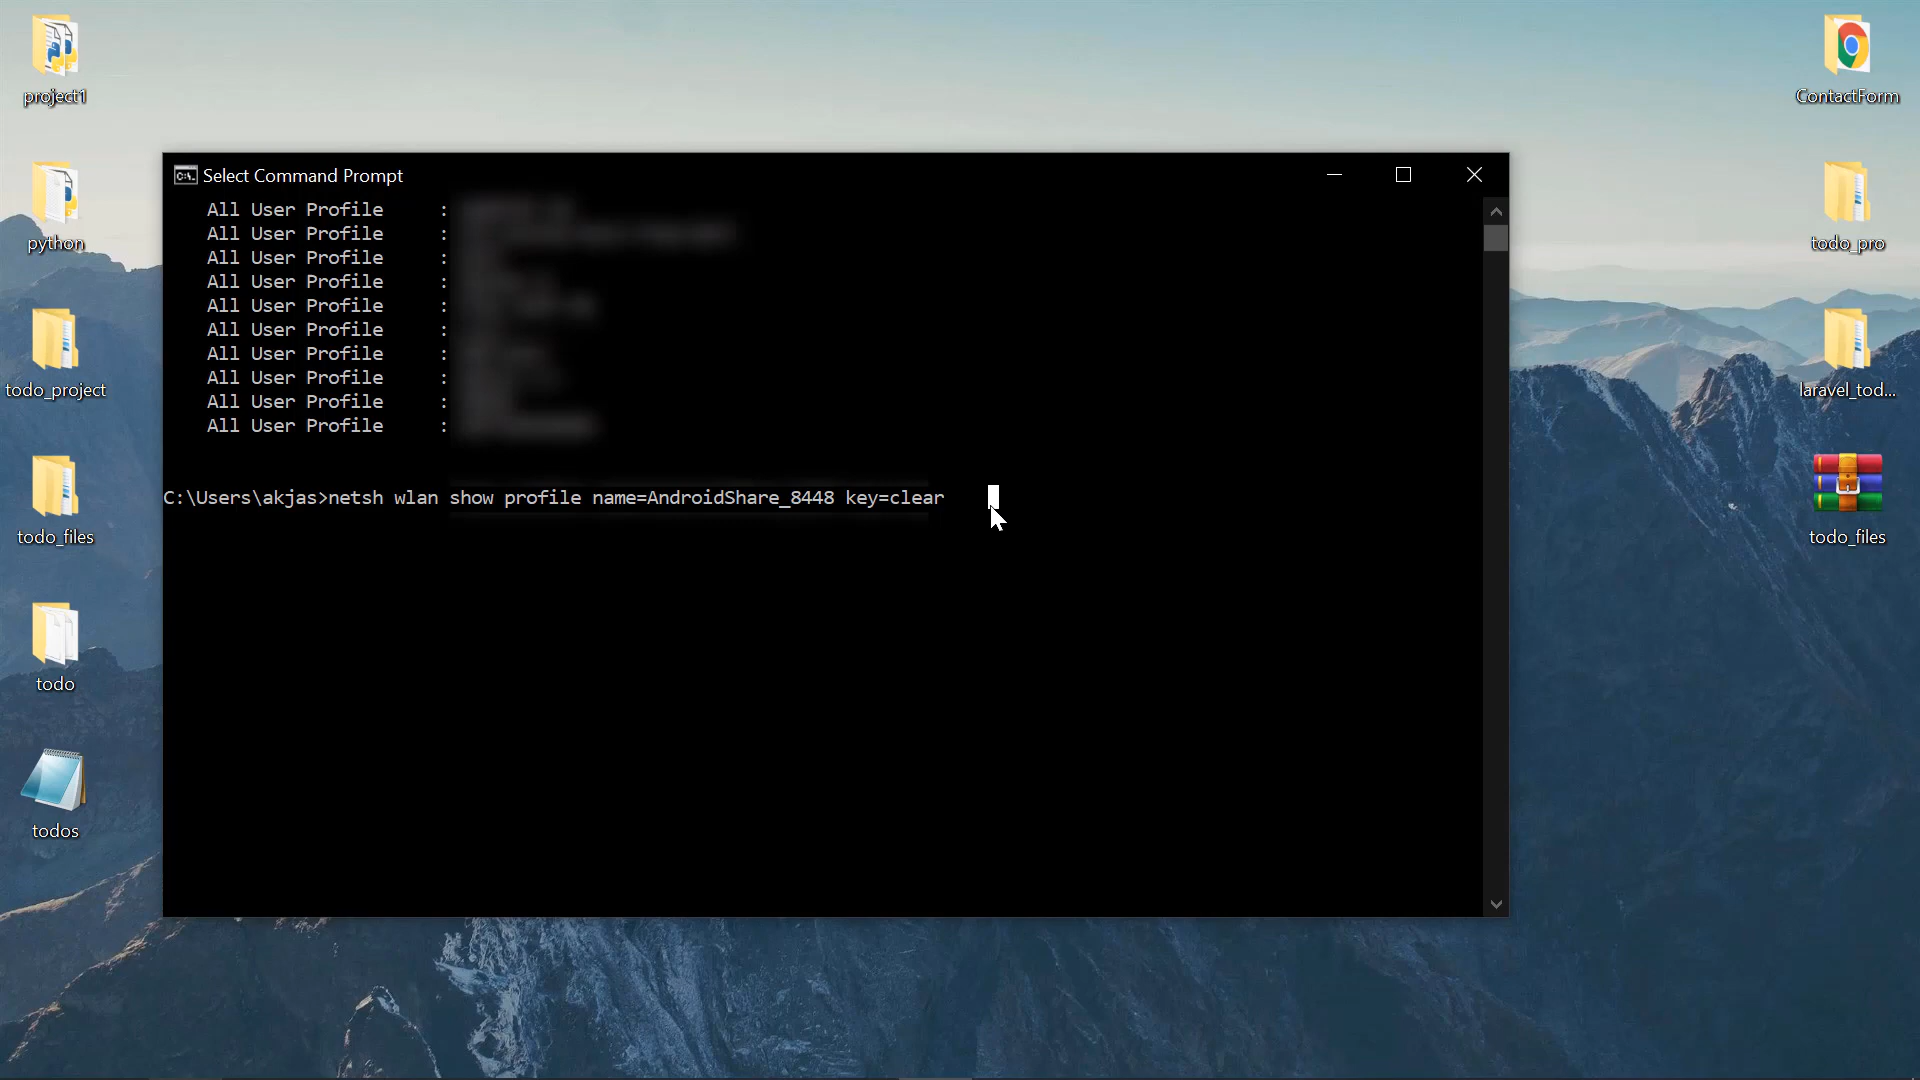 project1
python
todo_project
todo_files
todo
todos
Select Command Prompt
All User Profile :
All User Profile :
All User Profile :
All User Profile :
All User Profile :
All User Profile :
All User Profile :
All User Profile :
All User Profile :
All User Profile :
C:\Users\akjas>netsh wlan show profile name=AndroidShare_8448 key=clear
ContactForm
todo_pro
laravel_tod...
todo_files